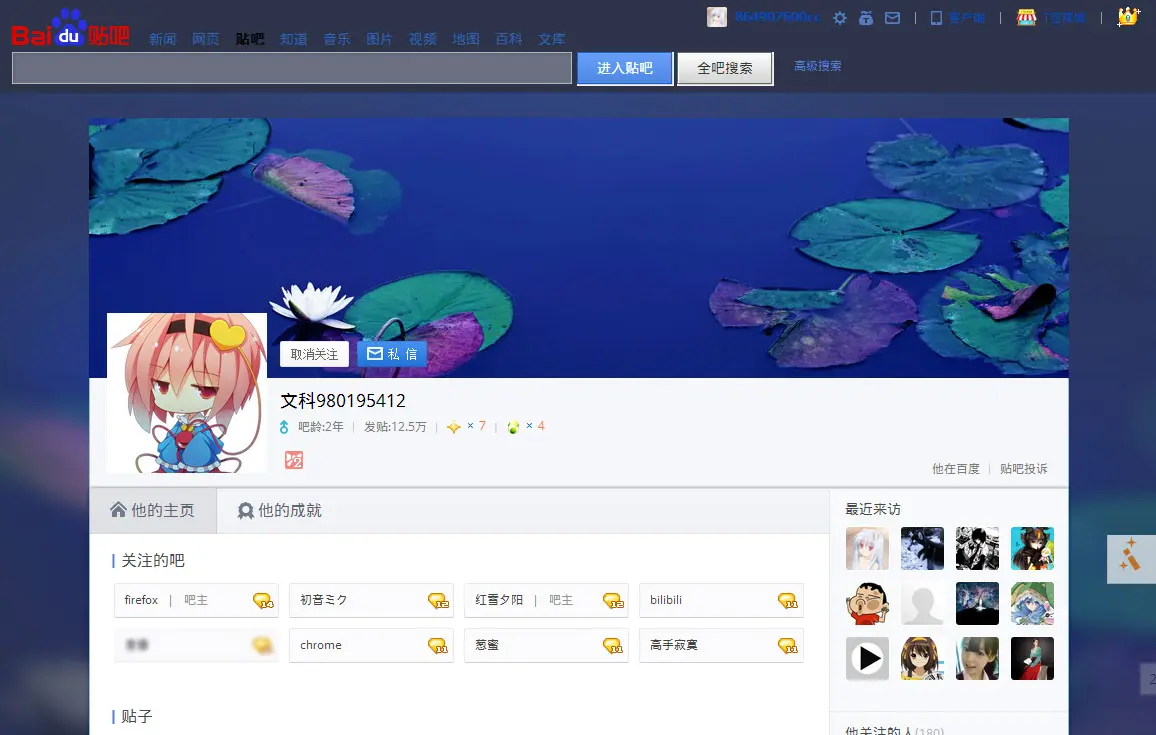 864907600cc
客户端
Bai du 贴吧
新闻 网页 贴吧 知道 音乐 图片 视频 地图 百科 文库
进入贴吧 全吧搜索 高级搜索
取消关注 私 信
文科980195412
吧龄:2年 | 发贴:12.5万 | × 7 | × 4
他在百度 | 贴吧投诉
他的主页 他的成就
最近来访
关注的吧
firefox | 吧主 14 初音ミク 12 红雪夕阳 | 吧主 12 bilibili 11
chrome 11 葱蜜 11 高手寂寞 11
贴子
他关注的人(180)
2